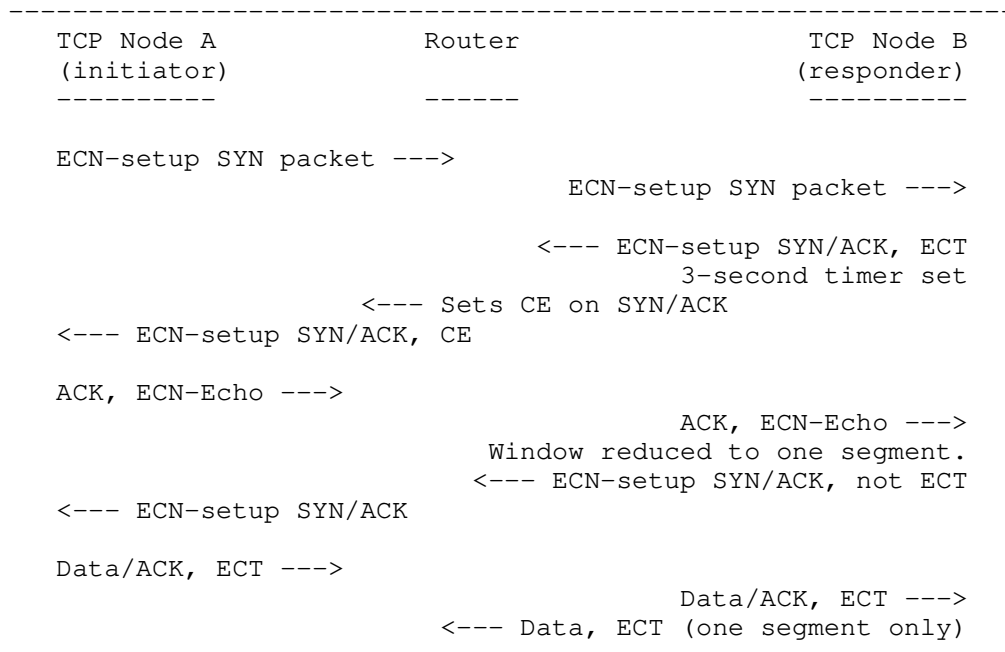 ---------------------------------------------------------------
TCP Node A             Router                  TCP Node B
(initiator)                                    (responder)
----------             ------                  ----------
ECN-setup SYN packet --->
ECN-setup SYN packet --->
<--- ECN-setup SYN/ACK, ECT
3-second timer set
<--- Sets CE on SYN/ACK
<--- ECN-setup SYN/ACK, CE
ACK, ECN-Echo --->
ACK, ECN-Echo --->
Window reduced to one segment.
<--- ECN-setup SYN/ACK, not ECT
<--- ECN-setup SYN/ACK
Data/ACK, ECT --->
Data/ACK, ECT --->
<--- Data, ECT (one segment only)